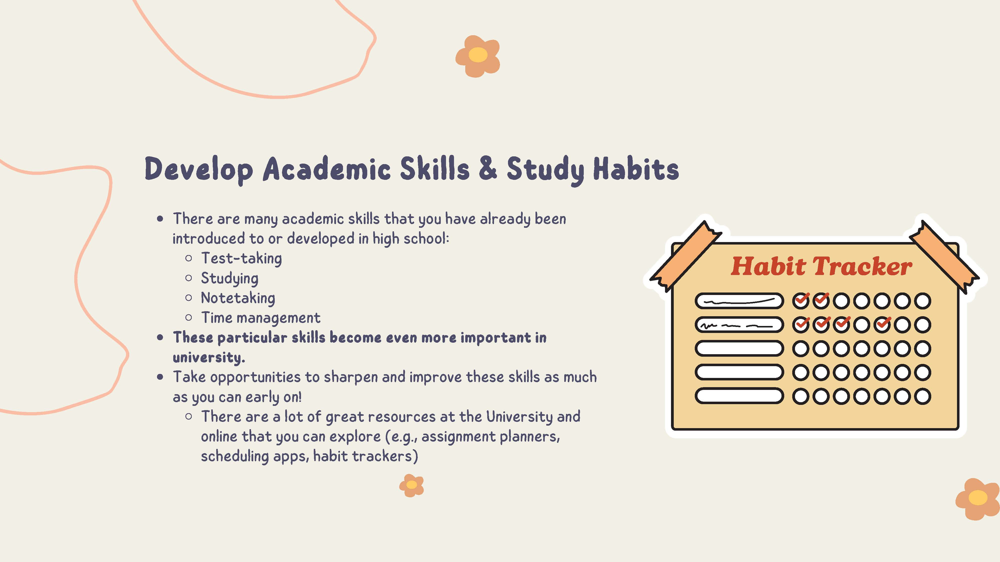 Develop Academic Skills & Study Habits
• There are many academic skills that you have already been
introduced to or developed in high school:
○ Test-taking
○ Studying
○ Notetaking
○ Time management
• These particular skills become even more important in
university.
• Take opportunities to sharpen and improve these skills as much
as you can early on!
○ There are a lot of great resources at the University and
online that you can explore (e.g., assignment planners,
scheduling apps, habit trackers)
Habit Tracker